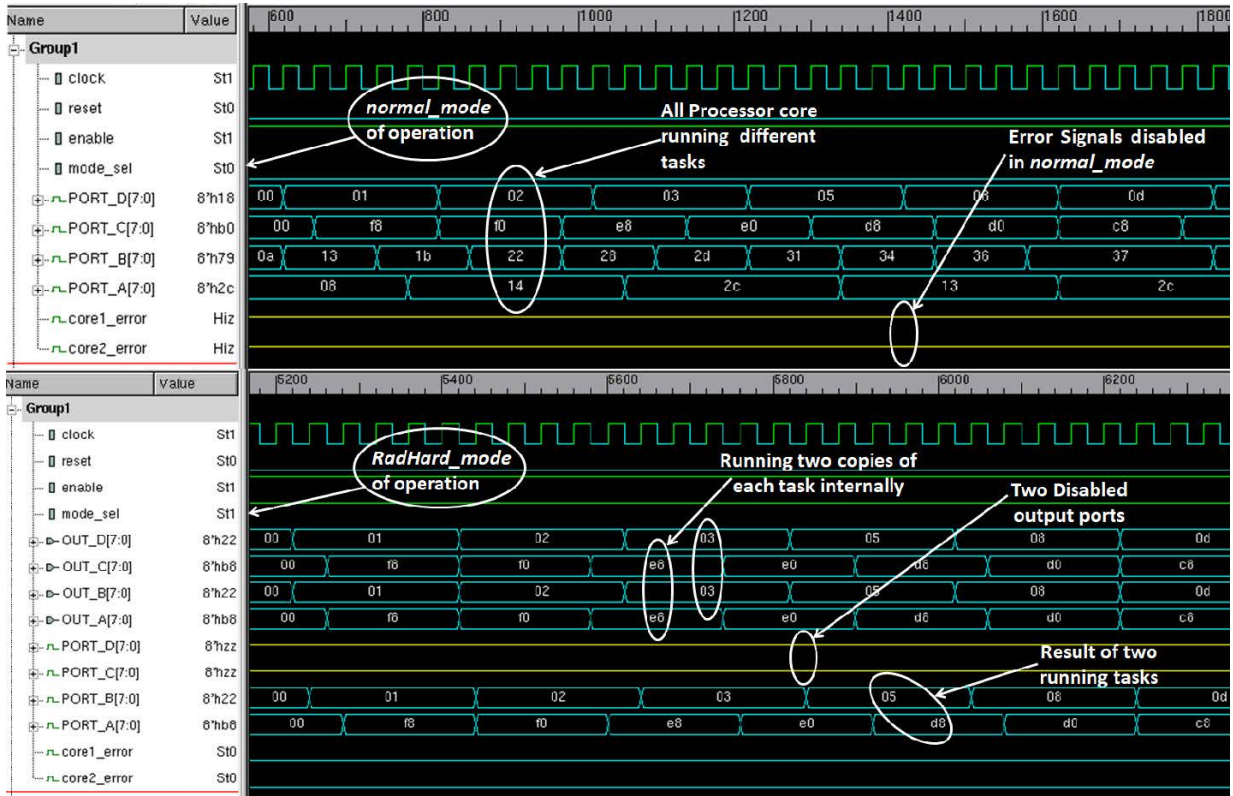 Name Value 600 800 1000 1200 1400 1600 1800
Group1
clock St1
reset St0
enable St1
mode_sel St0
PORT_D[7:0] 8'h18 00 01 02 03 05 08 0d
PORT_C[7:0] 8'hb0 00 f8 f0 e8 e0 d8 d0 c8
PORT_B[7:0] 8'h79 0a 13 1b 22 28 2d 31 34 36 37
PORT_A[7:0] 8'h2c 08 14 2c 13 2c
core1_error Hiz
core2_error Hiz
normal_mode
of operation
All Processor core
running different
tasks
Error Signals disabled
in normal_mode
Name Value 5200 5400 5600 5800 6000 6200
Group1
clock St1
reset St0
enable St1
mode_sel St1
OUT_D[7:0] 8'h22 00 01 02 03 05 08 0d
OUT_C[7:0] 8'hb8 00 f8 f0 e8 e0 d8 d0 c8
OUT_B[7:0] 8'h22 00 01 02 03 05 08 0d
OUT_A[7:0] 8'hb8 00 f8 f0 e8 e0 d8 d0 c8
PORT_D[7:0] 8'hzz
PORT_C[7:0] 8'hzz
PORT_B[7:0] 8'h22 00 01 02 03 05 08 0d
PORT_A[7:0] 8'hb8 00 f8 f0 e8 e0 d8 d0 c8
core1_error St0
core2_error St0
RadHard_mode
of operation
Running two copies of
each task internally
Two Disabled
output ports
Result of two
running tasks